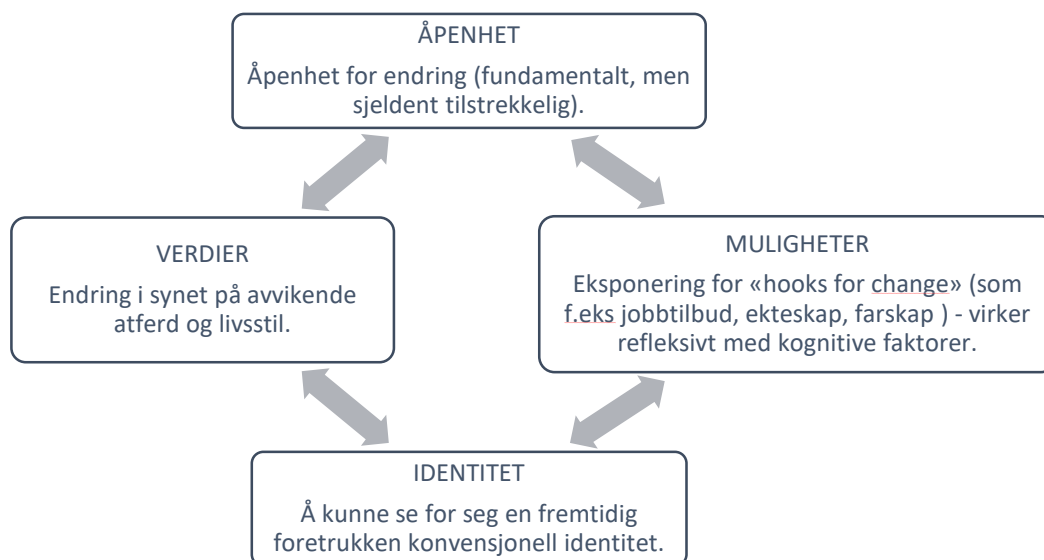 ÅPENHET
Åpenhet for endring (fundamentalt, men
sjeldent tilstrekkelig).
VERDIER
Endring i synet på avvikende
atferd og livsstil.
MULIGHETER
Eksponering for «hooks for change» (som
f.eks jobbtilbud, ekteskap, farskap ) - virker
refleksivt med kognitive faktorer.
IDENTITET
Å kunne se for seg en fremtidig
foretrukken konvensjonell identitet.